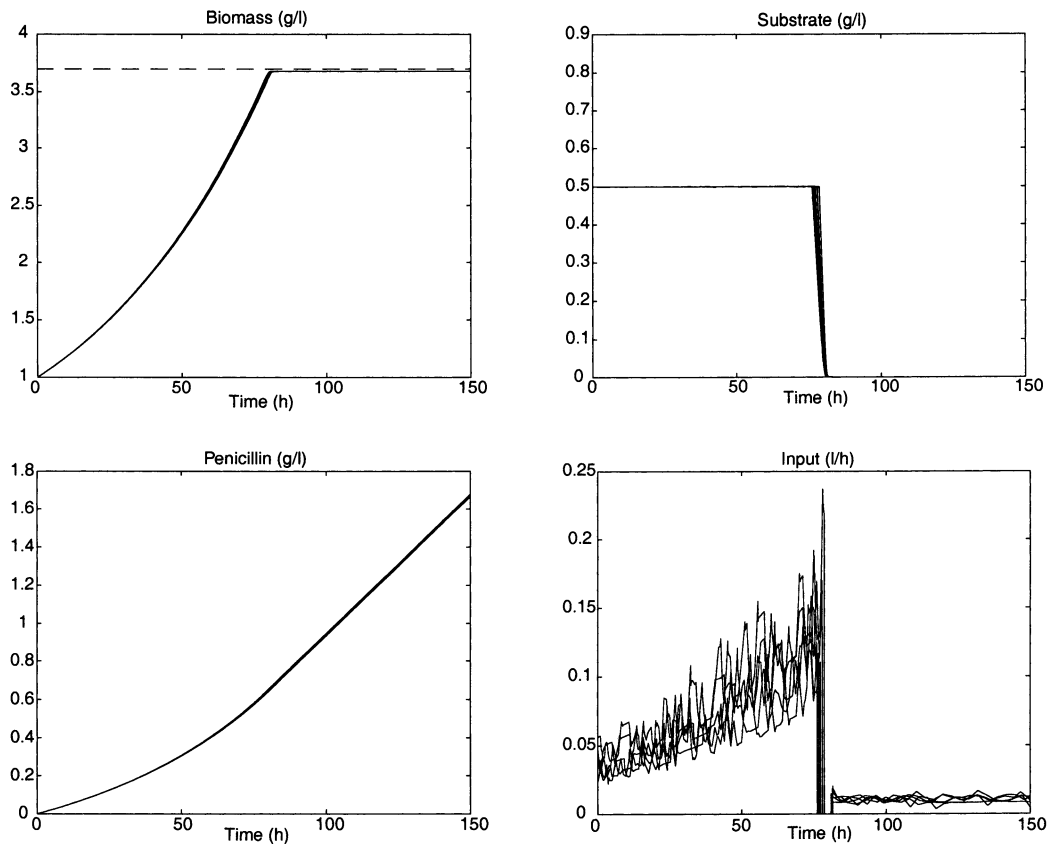 Biomass (g/l)
4
3.5
3
2.5
2
1.5
1
0 50 100 150
Time (h)
Substrate (g/l)
0.9
0.8
0.7
0.6
0.5
0.4
0.3
0.2
0.1
0
0 50 100 150
Time (h)
Penicillin (g/l)
1.8
1.6
1.4
1.2
1
0.8
0.6
0.4
0.2
0
0 50 100 150
Time (h)
Input (l/h)
0.25
0.2
0.15
0.1
0.05
0
0 50 100 150
Time (h)